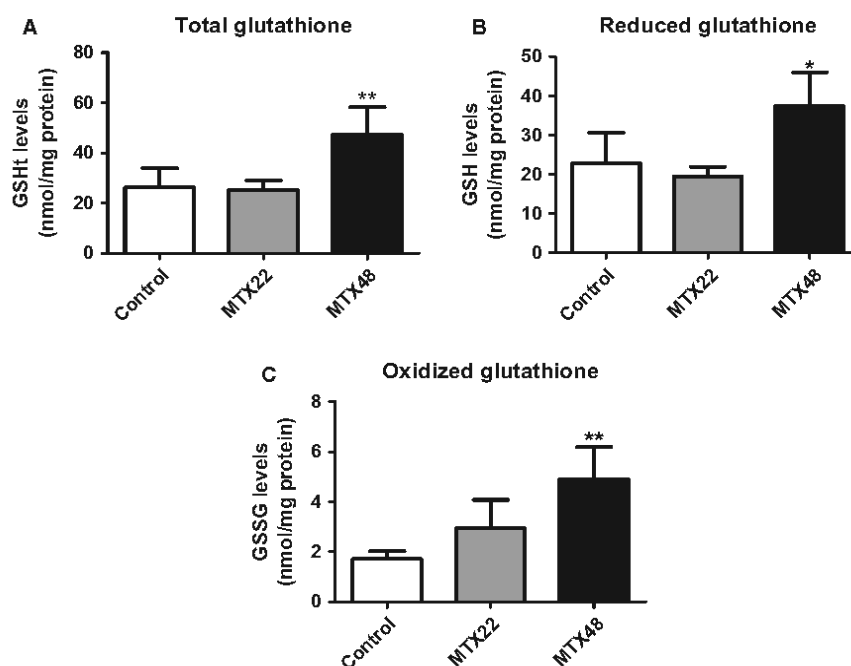 A
Total glutathione
GSHt levels
(nmol/mg protein)
80
60
40
20
0
**
Control
MTX22
MTX48
B
Reduced glutathione
GSH levels
(nmol/mg protein)
50
40
30
20
10
0
*
Control
MTX22
MTX48
C
Oxidized glutathione
GSSG levels
(nmol/mg protein)
8
6
4
2
0
**
Control
MTX22
MTX48